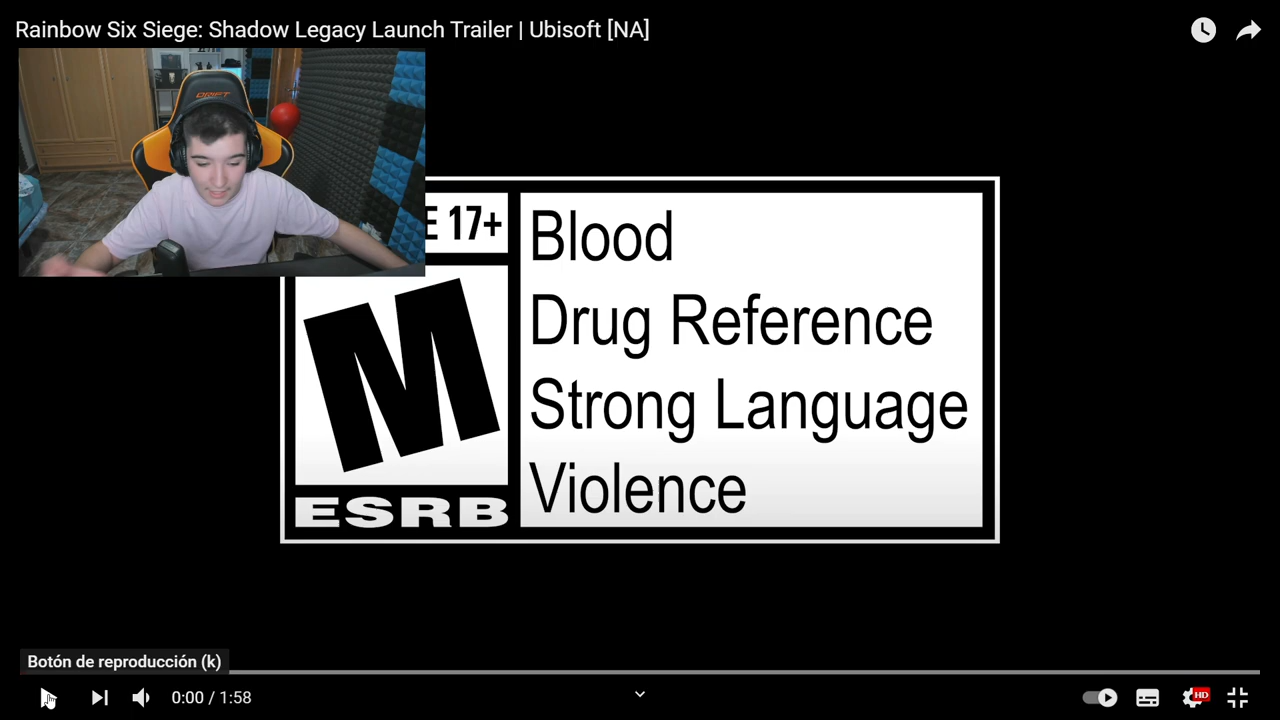 Rainbow Six Siege: Shadow Legacy Launch Trailer | Ubisoft [NA]
DRIFT
E 17+
Blood
Drug Reference
Strong Language
Violence
M
ESRB
Botón de reproducción (k)
0:00 / 1:58
HD